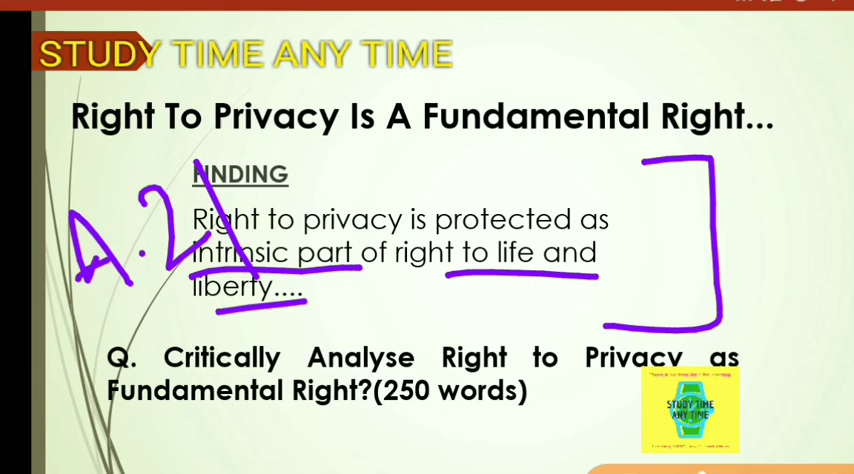 STUDY TIME ANY TIME
Right To Privacy Is A Fundamental Right...
FINDING
A.21
Right to privacy is protected as
intrinsic part of right to life and
liberty....
Q. Critically Analyse Right to Privacy as
Fundamental Right?(250 words)
STUDY TIME
ANY TIME